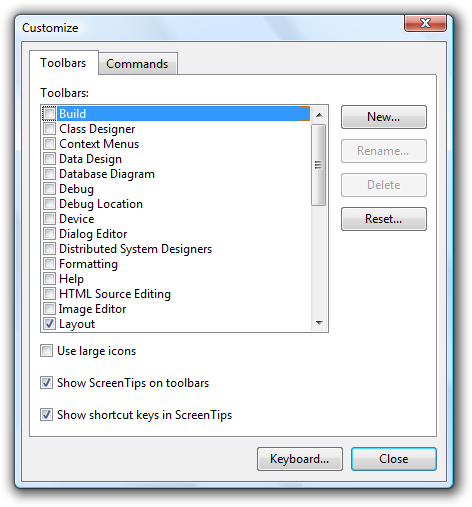 Customize
Toolbars Commands
Toolbars:
Build
Class Designer
Context Menus
Data Design
Database Diagram
Debug
Debug Location
Device
Dialog Editor
Distributed System Designers
Formatting
Help
HTML Source Editing
Image Editor
Layout
New...
Rename...
Delete
Reset...
Use large icons
Show ScreenTips on toolbars
Show shortcut keys in ScreenTips
Keyboard... Close